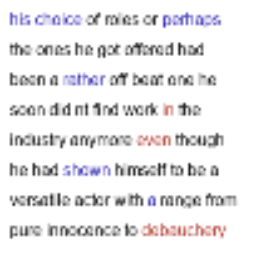 his choice of roles or perhaps
the ones he got offered had
been a rather off beat one he
soon did nt find work in the
industry anymore even though
he had shown himself to be a
versatile actor with a range from
pure innocence to debauchery